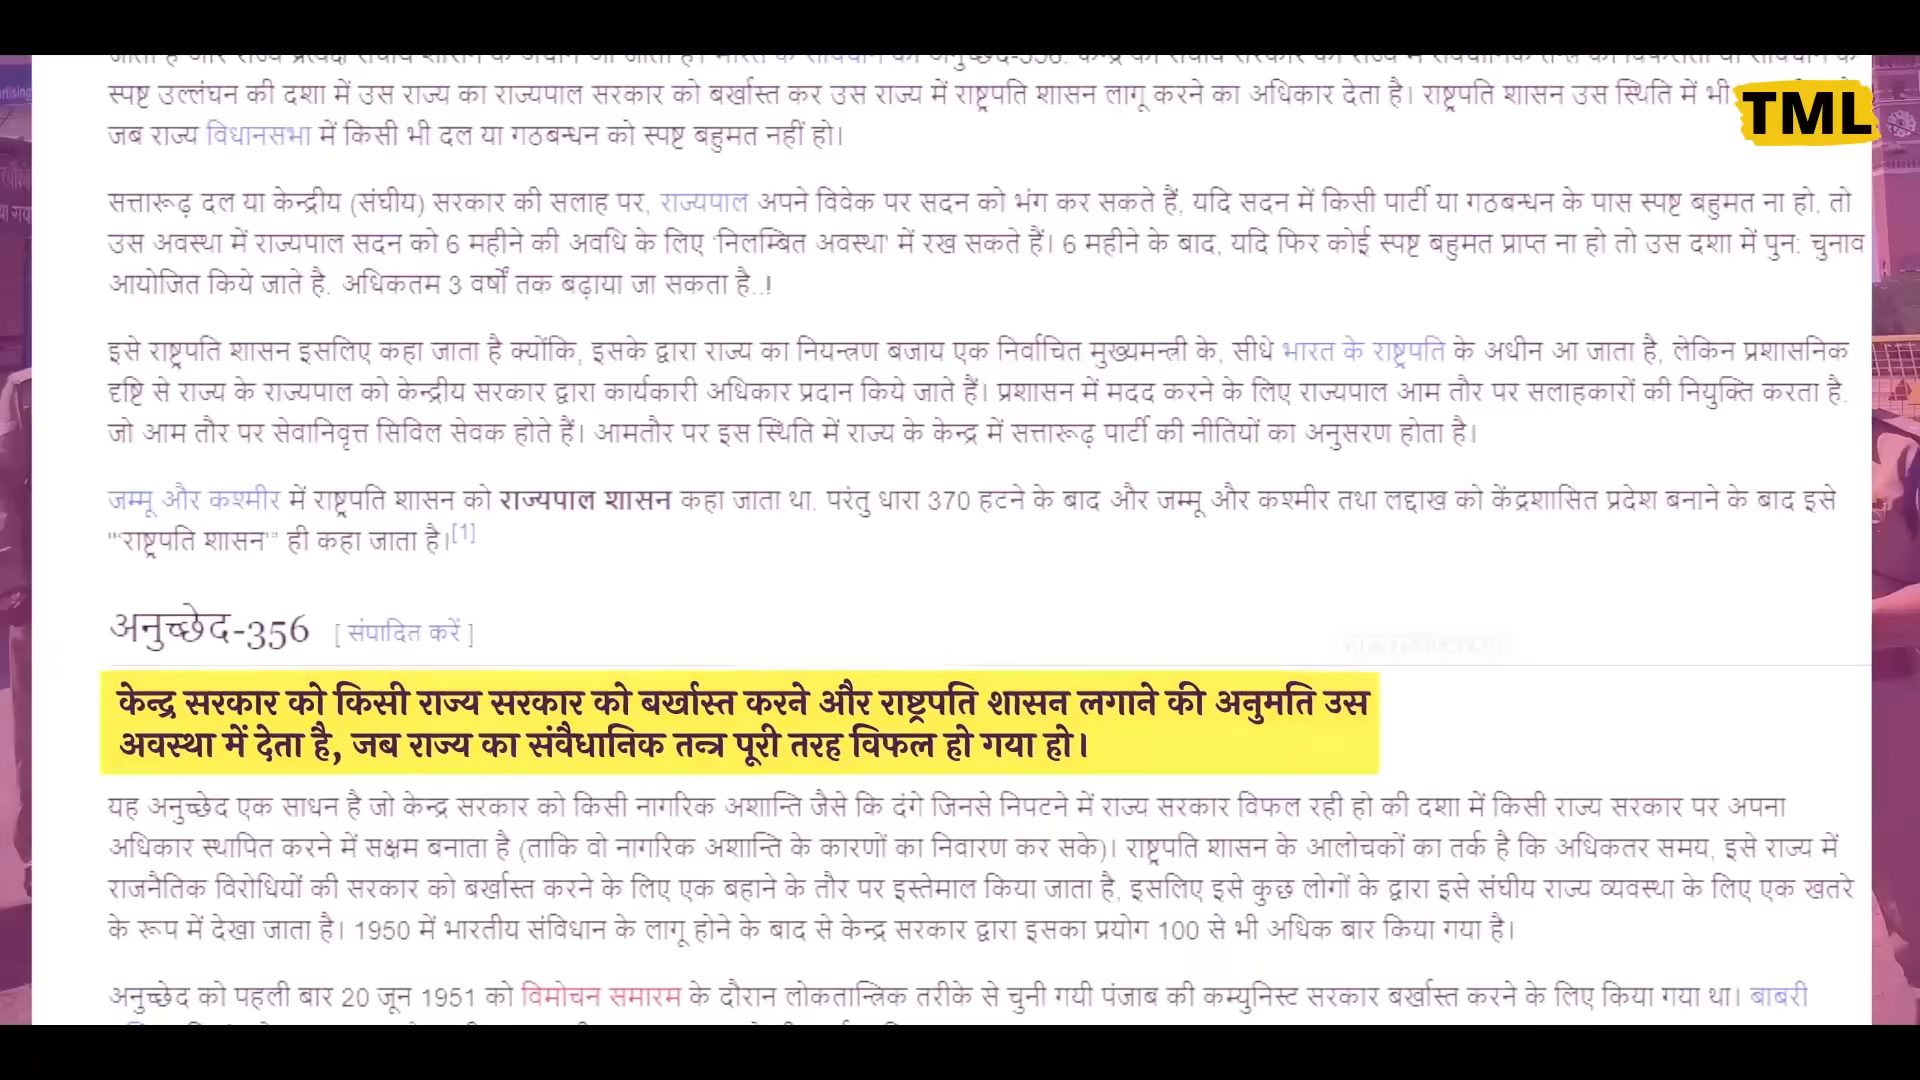 स्पष्ट उल्लंघन की दशा में उस राज्य का राज्यपाल सरकार को बर्खास्त कर उस राज्य में राष्ट्रपति शासन लागू करने का अधिकार देता है। राष्ट्रपति शासन उस स्थिति में भी
TML
जब राज्य विधानसभा में किसी भी दल या गठबन्धन को स्पष्ट बहुमत नहीं हो।
सत्तारूढ़ दल या केन्द्रीय (संघीय) सरकार की सलाह पर, राज्यपाल अपने विवेक पर सदन को भंग कर सकते हैं, यदि सदन में किसी पार्टी या गठबन्धन के पास स्पष्ट बहुमत ना हो, तो
उस अवस्था में राज्यपाल सदन को 6 महीने की अवधि के लिए 'निलम्बित अवस्था' में रख सकते हैं। 6 महीने के बाद, यदि फिर कोई स्पष्ट बहुमत प्राप्त ना हो तो उस दशा में पुन: चुनाव
आयोजित किये जाते है. अधिकतम 3 वर्षों तक बढ़ाया जा सकता है..!
इसे राष्ट्रपति शासन इसलिए कहा जाता है क्योंकि, इसके द्वारा राज्य का नियन्त्रण बजाय एक निर्वाचित मुख्यमन्त्री के, सीधे भारत के राष्ट्रपति के अधीन आ जाता है, लेकिन प्रशासनिक
दृष्टि से राज्य के राज्यपाल को केन्द्रीय सरकार द्वारा कार्यकारी अधिकार प्रदान किये जाते हैं। प्रशासन में मदद करने के लिए राज्यपाल आम तौर पर सलाहकारों की नियुक्ति करता है,
जो आम तौर पर सेवानिवृत्त सिविल सेवक होते हैं। आमतौर पर इस स्थिति में राज्य के केन्द्र में सत्तारूढ़ पार्टी की नीतियों का अनुसरण होता है।
जम्मू और कश्मीर में राष्ट्रपति शासन को राज्यपाल शासन कहा जाता था, परंतु धारा 370 हटने के बाद और जम्मू और कश्मीर तथा लद्दाख को केंद्रशासित प्रदेश बनाने के बाद इसे
"'राष्ट्रपति शासन'" ही कहा जाता है।[1]
अनुच्छेद-356 [ संपादित करें ]
केन्द्र सरकार को किसी राज्य सरकार को बर्खास्त करने और राष्ट्रपति शासन लगाने की अनुमति उस
अवस्था में देता है, जब राज्य का संवैधानिक तन्त्र पूरी तरह विफल हो गया हो।
यह अनुच्छेद एक साधन है जो केन्द्र सरकार को किसी नागरिक अशान्ति जैसे कि दंगे जिनसे निपटने में राज्य सरकार विफल रही हो की दशा में किसी राज्य सरकार पर अपना
अधिकार स्थापित करने में सक्षम बनाता है (ताकि वो नागरिक अशान्ति के कारणों का निवारण कर सके)। राष्ट्रपति शासन के आलोचकों का तर्क है कि अधिकतर समय, इसे राज्य में
राजनैतिक विरोधियों की सरकार को बर्खास्त करने के लिए एक बहाने के तौर पर इस्तेमाल किया जाता है, इसलिए इसे कुछ लोगों के द्वारा इसे संघीय राज्य व्यवस्था के लिए एक खतरे
के रूप में देखा जाता है। 1950 में भारतीय संविधान के लागू होने के बाद से केन्द्र सरकार द्वारा इसका प्रयोग 100 से भी अधिक बार किया गया है।
अनुच्छेद को पहली बार 20 जून 1951 को विमोचन समारम के दौरान लोकतान्त्रिक तरीके से चुनी गयी पंजाब की कम्युनिस्ट सरकार बर्खास्त करने के लिए किया गया था। बाबरी